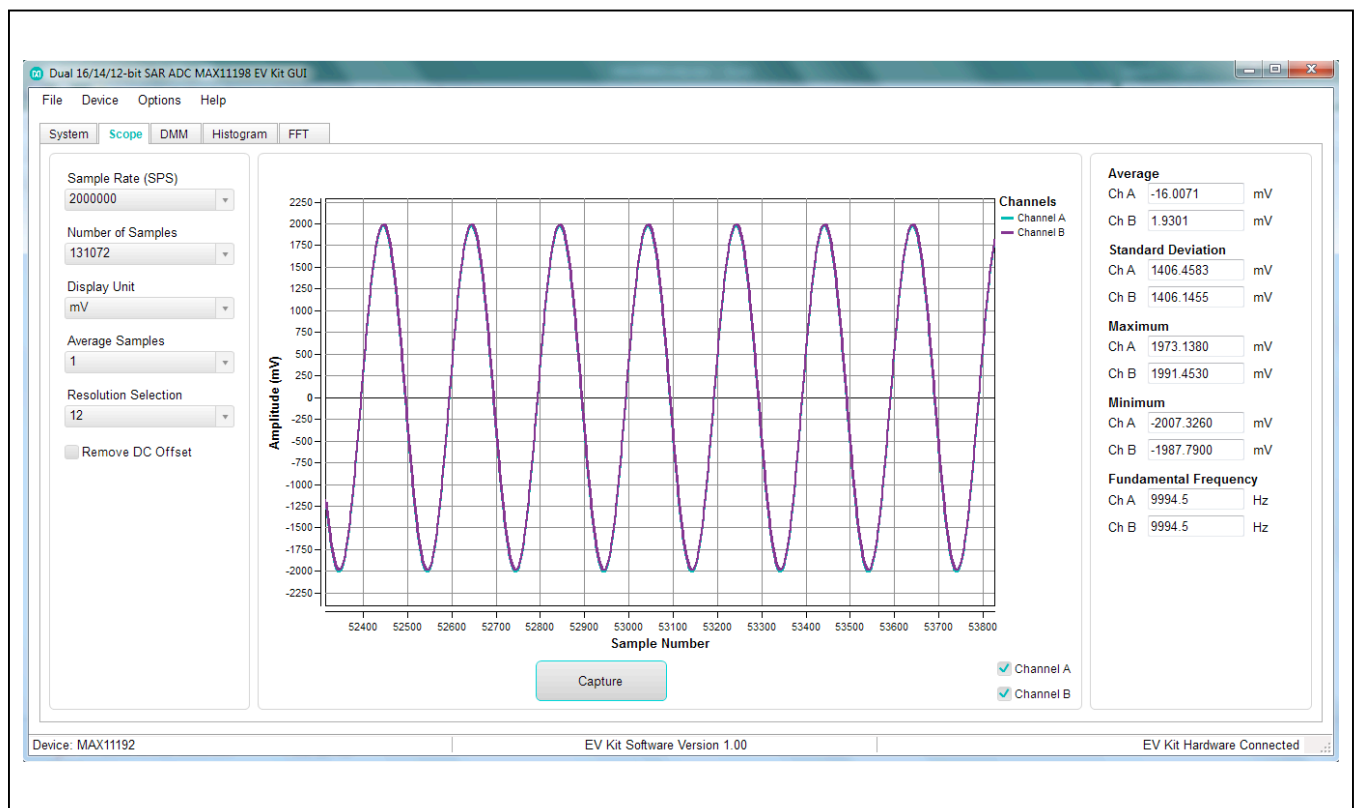 Dual 16/14/12-bit SAR ADC MAX11198 EV Kit GUI
File Device Options Help
System Scope DMM Histogram FFT
Sample Rate (SPS)
2000000
Number of Samples
131072
Display Unit
mV
Average Samples
1
Resolution Selection
12
Remove DC Offset
Amplitude (mV)
2250
2000
1750
1500
1250
1000
750
500
250
0
-250
-500
-750
-1000
-1250
-1500
-1750
-2000
-2250
52400 52500 52600 52700 52800 52900 53000 53100 53200 53300 53400 53500 53600 53700 53800
Sample Number
Channels
Channel A
Channel B
Capture
Channel A
Channel B
Average
Ch A -16.0071 mV
Ch B 1.9301 mV
Standard Deviation
Ch A 1406.4583 mV
Ch B 1406.1455 mV
Maximum
Ch A 1973.1380 mV
Ch B 1991.4530 mV
Minimum
Ch A -2007.3260 mV
Ch B -1987.7900 mV
Fundamental Frequency
Ch A 9994.5 Hz
Ch B 9994.5 Hz
Device: MAX11192 EV Kit Software Version 1.00 EV Kit Hardware Connected